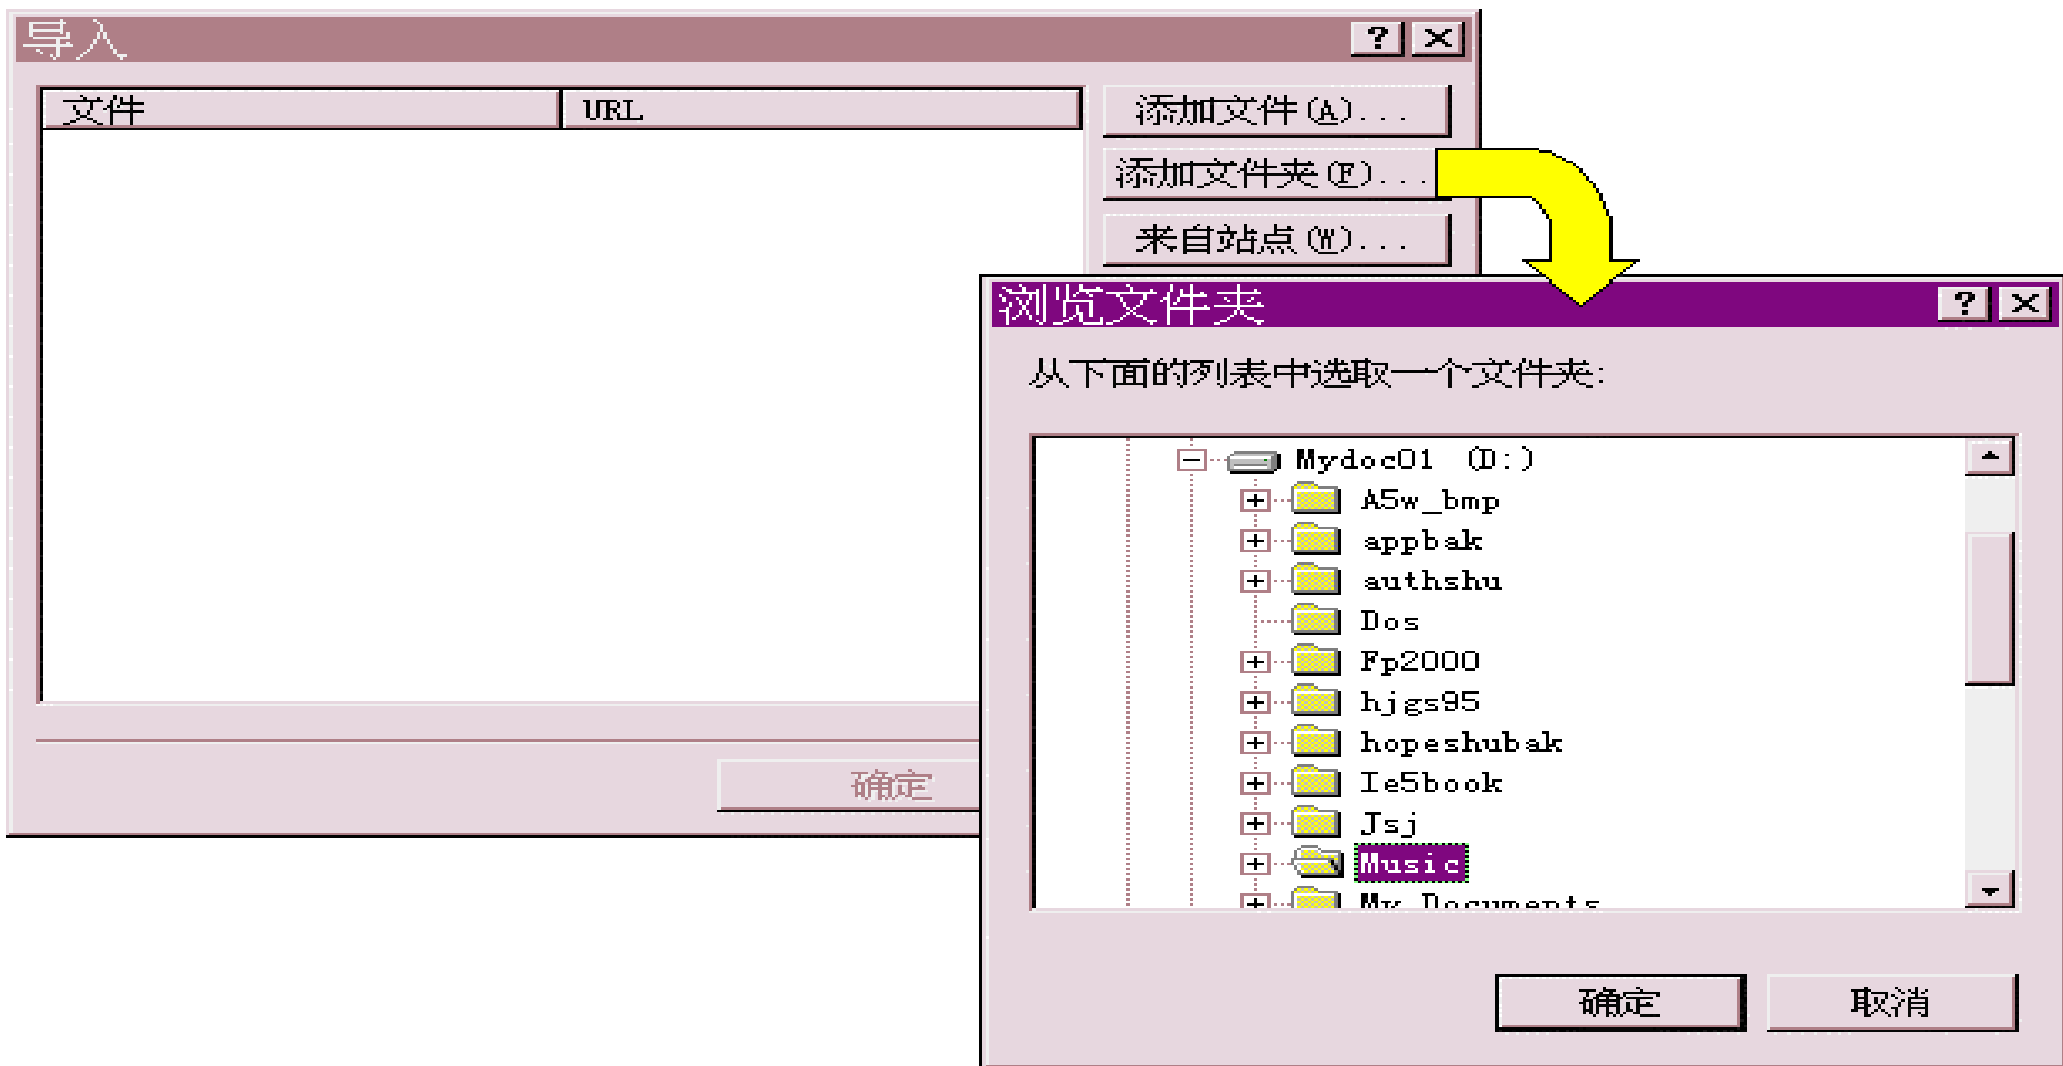 导入
文件 URL
添加文件(A)...
添加文件夹(F)...
来自站点(W)...
确定
浏览文件夹
从下面的列表中选取一个文件夹:
Mydoc01 (D:)
A5w_bmp
appbak
authshu
Dos
Fp2000
hjgs95
hopeshubak
Ie5book
Jsj
Music
My Documents
确定 取消